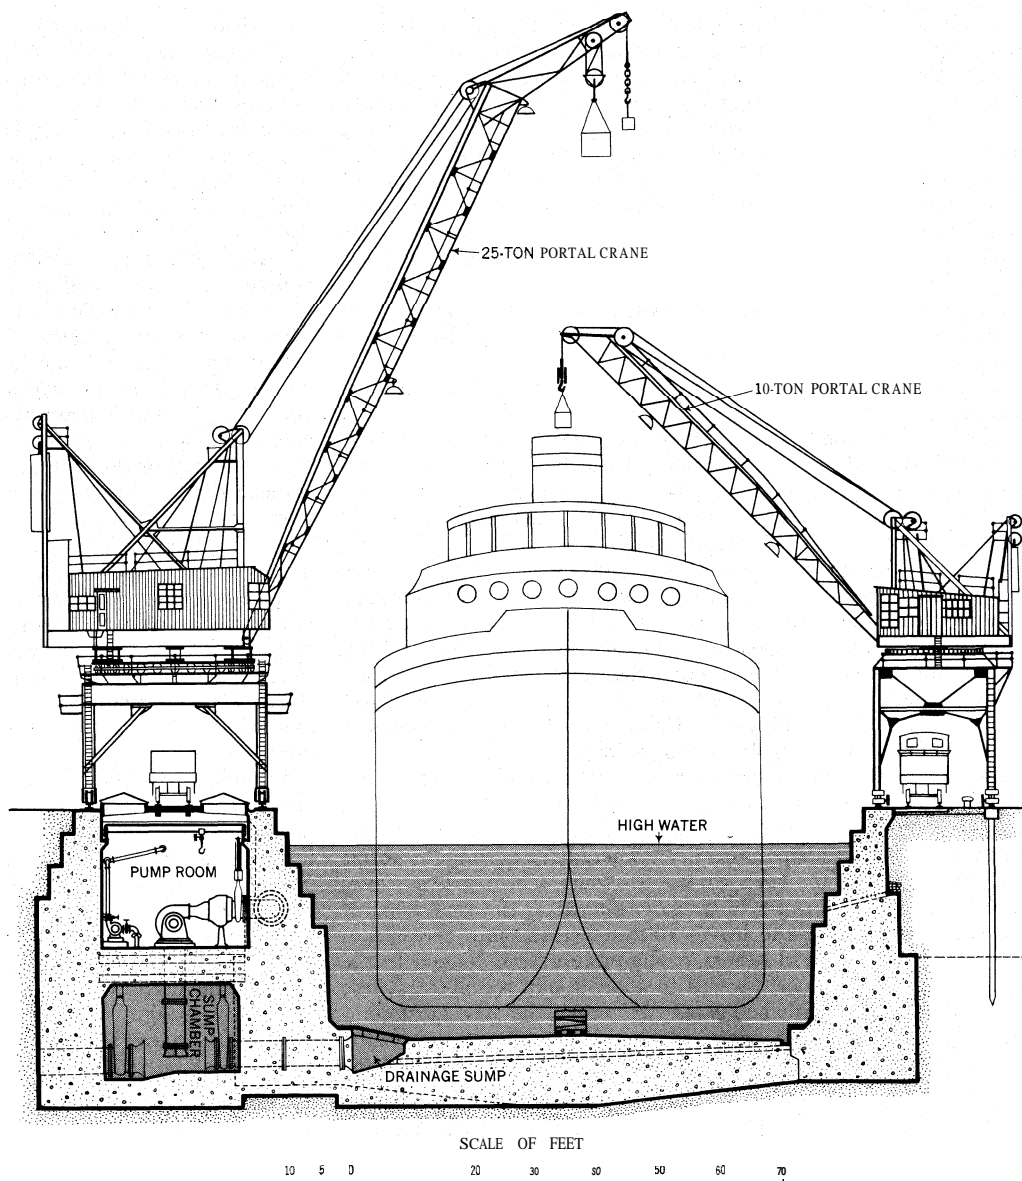 25-TON PORTAL CRANE
10-TON PORTAL CRANE
HIGH WATER
PUMP ROOM
SUMP
CHAMBER
DRAINAGE SUMP
SCALE OF FEET
10 5 0 20 30 50 50 60 70